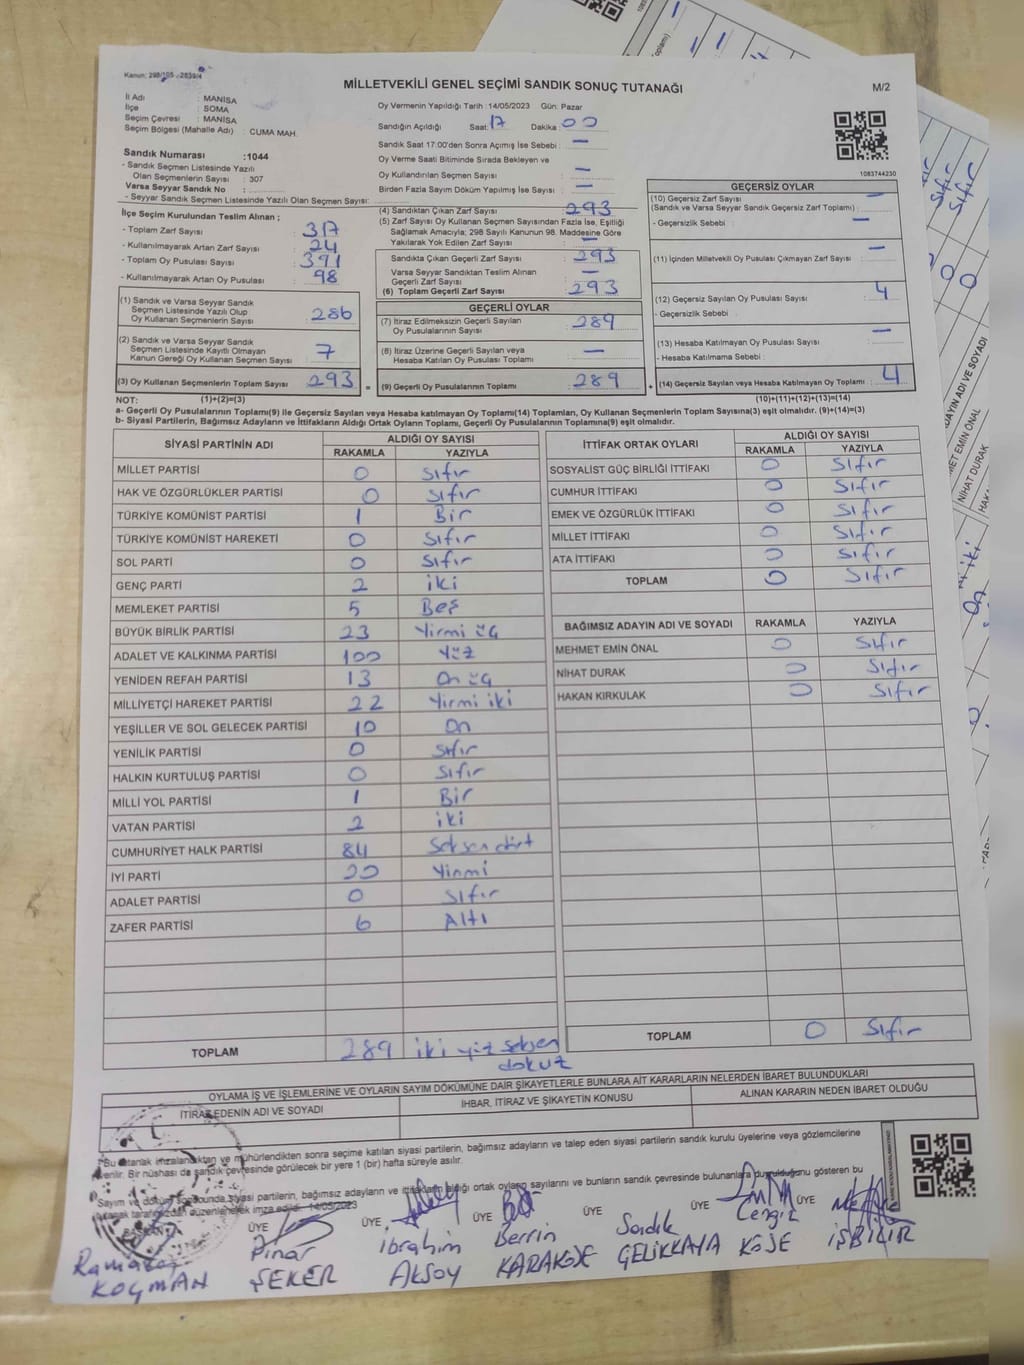 Kanun: 298/105 -2839/4
MİLLETVEKİLİ GENEL SEÇİMİ SANDIK SONUÇ TUTANAĞI
M/2
İl Adı : MANİSA
İlçe : SOMA
Seçim Çevresi : MANİSA
Seçim Bölgesi (Mahalle Adı) : CUMA MAH.
Oy Vermenin Yapıldığı Tarih : 14/05/2023 Gün: Pazar
Sandığın Açıldığı Saat: 17 Dakika: 00
Sandık Saat 17:00'den Sonra Açılmış İse Sebebi : —
Oy Verme Saati Bitiminde Sırada Bekleyen ve
Oy Kullandırılan Seçmen Sayısı : —
Birden Fazla Sayım Döküm Yapılmış İse Sayısı : —
1083744230
Sandık Numarası : 1044
- Sandık Seçmen Listesinde Yazılı
Olan Seçmenlerin Sayısı : 307
Varsa Seyyar Sandık No :
- Seyyar Sandık Seçmen Listesinde Yazılı Olan Seçmen Sayısı:
İlçe Seçim Kurulundan Teslim Alınan ;
- Toplam Zarf Sayısı : 317
- Kullanılmayarak Artan Zarf Sayısı : 24
- Toplam Oy Pusulası Sayısı : 391
- Kullanılmayarak Artan Oy Pusulası : 98
(1) Sandık ve Varsa Seyyar Sandık
Seçmen Listesinde Yazılı Olup
Oy Kullanan Seçmenlerin Sayısı : 286
(2) Sandık ve Varsa Seyyar Sandık
Seçmen Listesinde Kayıtlı Olmayan
Kanun Gereği Oy Kullanan Seçmen Sayısı : 7
(3) Oy Kullanan Seçmenlerin Toplam Sayısı : 293 =
(4) Sandıktan Çıkan Zarf Sayısı : 293
(5) Zarf Sayısı Oy Kullanan Seçmen Sayısından Fazla İse, Eşitliği
Sağlamak Amacıyla; 298 Sayılı Kanunun 98. Maddesine Göre
Yakılarak Yok Edilen Zarf Sayısı : —
Sandıkta Çıkan Geçerli Zarf Sayısı : 293
Varsa Seyyar Sandıktan Teslim Alınan
Geçerli Zarf Sayısı : —
(6) Toplam Geçerli Zarf Sayısı : 293
GEÇERLİ OYLAR
(7) İtiraz Edilmeksizin Geçerli Sayılan
Oy Pusulalarının Sayısı : 289
(8) İtiraz Üzerine Geçerli Sayılan veya
Hesaba Katılan Oy Pusulası Toplamı : —
(9) Geçerli Oy Pusulalarının Toplamı : 289 +
GEÇERSİZ OYLAR
(10) Geçersiz Zarf Sayısı : —
(Sandık ve Varsa Seyyar Sandık Geçersiz Zarf Toplamı) :
- Geçersizlik Sebebi :
(11) İçinden Milletvekili Oy Pusulası Çıkmayan Zarf Sayısı : —
(12) Geçersiz Sayılan Oy Pusulası Sayısı : 4
- Geçersizlik Sebebi :
(13) Hesaba Katılmayan Oy Pusulası Sayısı : —
- Hesaba Katılmama Sebebi :
(14) Geçersiz Sayılan veya Hesaba Katılmayan Oy Toplamı : 4
NOT: (1)+(2)=(3) (10)+(11)+(12)+(13)=(14)
a- Geçerli Oy Pusulalarının Toplamı(9) ile Geçersiz Sayılan veya Hesaba katılmayan Oy Toplamı(14) Toplamları, Oy Kullanan Seçmenlerin Toplam Sayısına(3) eşit olmalıdır. (9)+(14)=(3)
b- Siyasi Partilerin, Bağımsız Adayların ve İttifakların Aldığı Ortak Oyların Toplamı, Geçerli Oy Pusulalarının Toplamına(9) eşit olmalıdır.
SİYASİ PARTİNİN ADI ALDIĞI OY SAYISI
RAKAMLA YAZIYLA
MİLLET PARTİSİ 0 Sıfır
HAK VE ÖZGÜRLÜKLER PARTİSİ 0 Sıfır
TÜRKİYE KOMÜNİST PARTİSİ 1 Bir
TÜRKİYE KOMÜNİST HAREKETİ 0 Sıfır
SOL PARTİ 0 Sıfır
GENÇ PARTİ 2 iki
MEMLEKET PARTİSİ 5 Beş
BÜYÜK BİRLİK PARTİSİ 23 Yirmi üç
ADALET VE KALKINMA PARTİSİ 100 Yüz
YENİDEN REFAH PARTİSİ 13 On üç
MİLLİYETÇİ HAREKET PARTİSİ 22 Yirmi iki
YEŞİLLER VE SOL GELECEK PARTİSİ 10 On
YENİLİK PARTİSİ 0 Sıfır
HALKIN KURTULUŞ PARTİSİ 0 Sıfır
MİLLİ YOL PARTİSİ 1 Bir
VATAN PARTİSİ 2 iki
CUMHURİYET HALK PARTİSİ 84 Seksen dört
İYİ PARTİ 20 Yirmi
ADALET PARTİSİ 0 Sıfır
ZAFER PARTİSİ 6 Altı
TOPLAM 289 iki yüz seksen
dokuz
İTTİFAK ORTAK OYLARI ALDIĞI OY SAYISI
RAKAMLA YAZIYLA
SOSYALİST GÜÇ BİRLİĞİ İTTİFAKI 0 Sıfır
CUMHUR İTTİFAKI 0 Sıfır
EMEK VE ÖZGÜRLÜK İTTİFAKI 0 Sıfır
MİLLET İTTİFAKI 0 Sıfır
ATA İTTİFAKI 0 Sıfır
TOPLAM 0 Sıfır
BAĞIMSIZ ADAYIN ADI VE SOYADI RAKAMLA YAZIYLA
MEHMET EMİN ÖNAL 0 Sıfır
NİHAT DURAK 0 Sıfır
HAKAN KIRKULAK 0 Sıfır
TOPLAM 0 Sıfır
OYLAMA İŞ VE İŞLEMLERİNE VE OYLARIN SAYIM DÖKÜMÜNE DAİR ŞİKAYETLERLE BUNLARA AİT KARARLARIN NELERDEN İBARET BULUNDUKLARI
İTİRAZ EDENİN ADI VE SOYADI İHBAR, İTİRAZ VE ŞİKAYETİN KONUSU ALINAN KARARIN NEDEN İBARET OLDUĞU
Bu tutanak imzalandıktan ve mühürlendikten sonra seçime katılan siyasi partilerin, bağımsız adayların ve talep eden siyasi partilerin sandık kurulu üyelerine veya gözlemcilerine
verilir. Bir nüshası da sandık çevresinde görülecek bir yere 1 (bir) hafta süreyle asılır.
Sayım ve döküm sonucunda siyasi partilerin, bağımsız adayların ve ittifakların aldığı ortak oyların sayılarını ve bunların sandık çevresinde bulunanlara duyurulduğunu gösteren bu
tutanak tarafımızdan düzenlenerek imza edildi. 14/05/2023
BAŞKAN ÜYE ÜYE ÜYE ÜYE ÜYE
Ramazan KOÇMAN
Pınar ŞEKER
İbrahim AKSOY
Berrin KARAKÖSE
Sadık ÇELİKKAYA
Cengiz KÖSE
İŞBİLİR